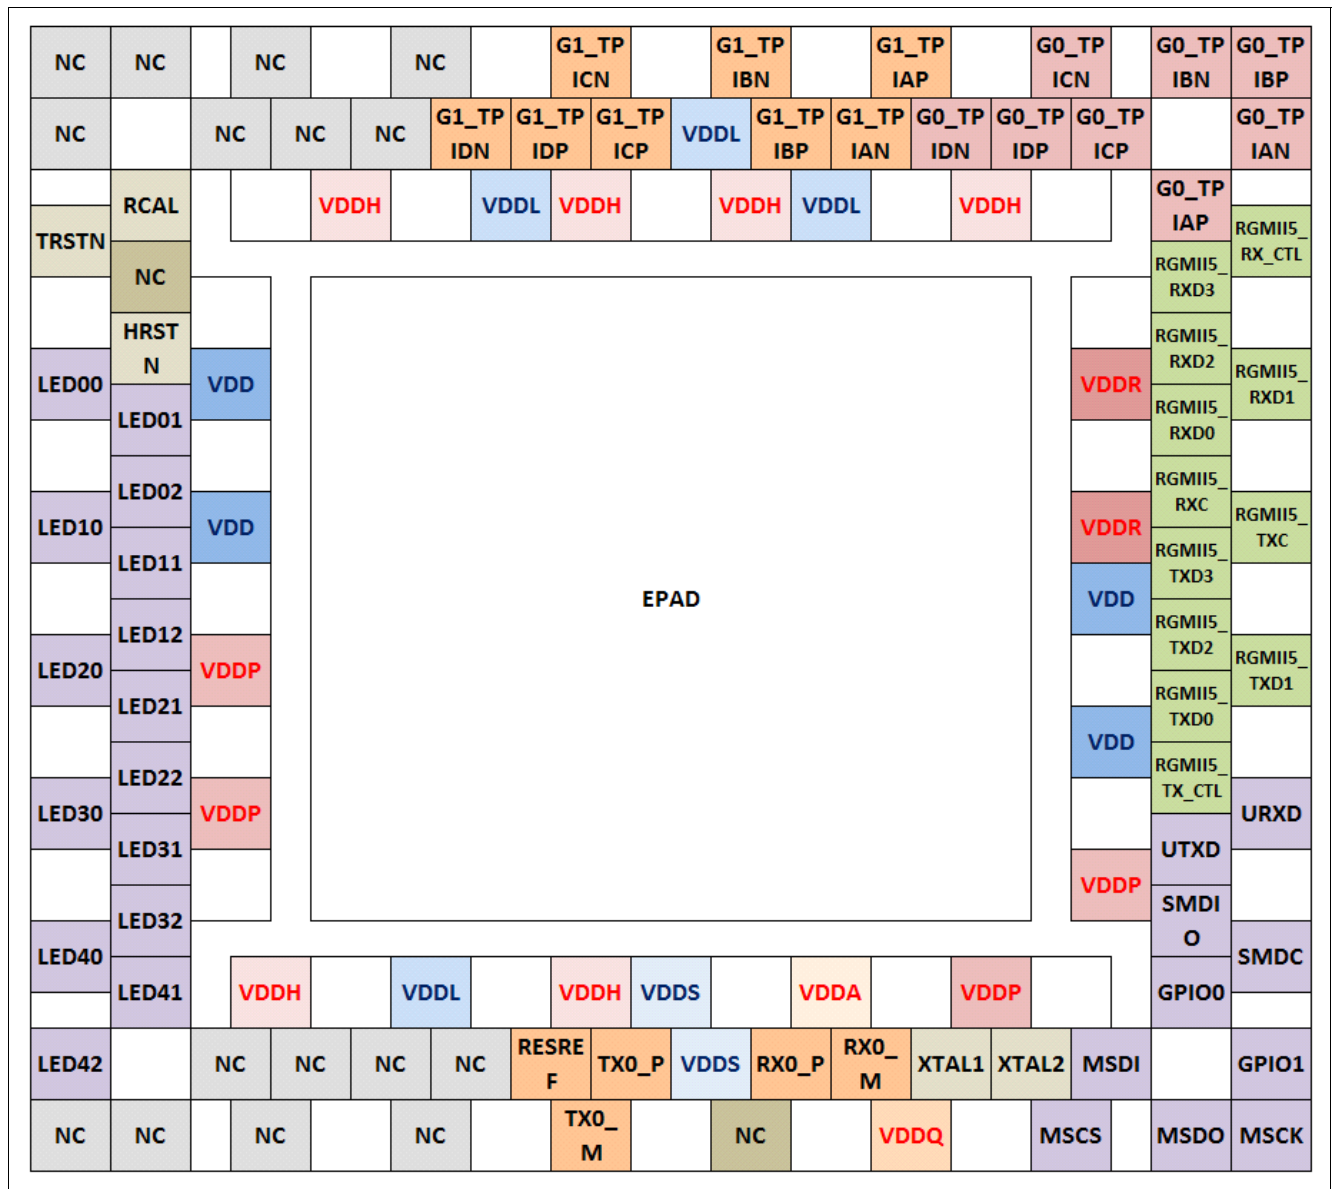 NC NC NC NC G1_TP G1_TP G1_TP G0_TP G0_TP G0_TP
ICN IBN IAP ICN IBN IBP
NC NC NC NC G1_TP G1_TP G1_TP VDDL G1_TP G1_TP G0_TP G0_TP G0_TP G0_TP
IDN IDP ICP IBP IAN IDN IDP ICP IAN
RCAL VDDH VDDL VDDH VDDH VDDL VDDH G0_TP
IAP
TRSTN RGMII5_
RX_CTL
NC RGMII5_
RXD3
HRST
N
RGMII5_
RXD2
LED00 VDD VDDR RGMII5_
RXD1
LED01 RGMII5_
RXD0
LED02 RGMII5_
RXC
LED10 VDD VDDR RGMII5_
TXC
LED11 RGMII5_
TXD3
VDD
LED12 RGMII5_
TXD2
EPAD
LED20 VDDP RGMII5_
TXD1
LED21 RGMII5_
TXD0
VDD
LED22 RGMII5_
TX_CTL
LED30 VDDP URXD
LED31 UTXD
VDDP
LED32 SMDI
O
LED40 SMDC
LED41 VDDH VDDL VDDH VDDS VDDA VDDP GPIO0
LED42 NC NC NC NC RESRE
F
TX0_P VDDS RX0_P RX0_
M
XTAL1 XTAL2 MSDI GPIO1
NC NC NC NC TX0_
M
NC VDDQ MSCS MSDO MSCK